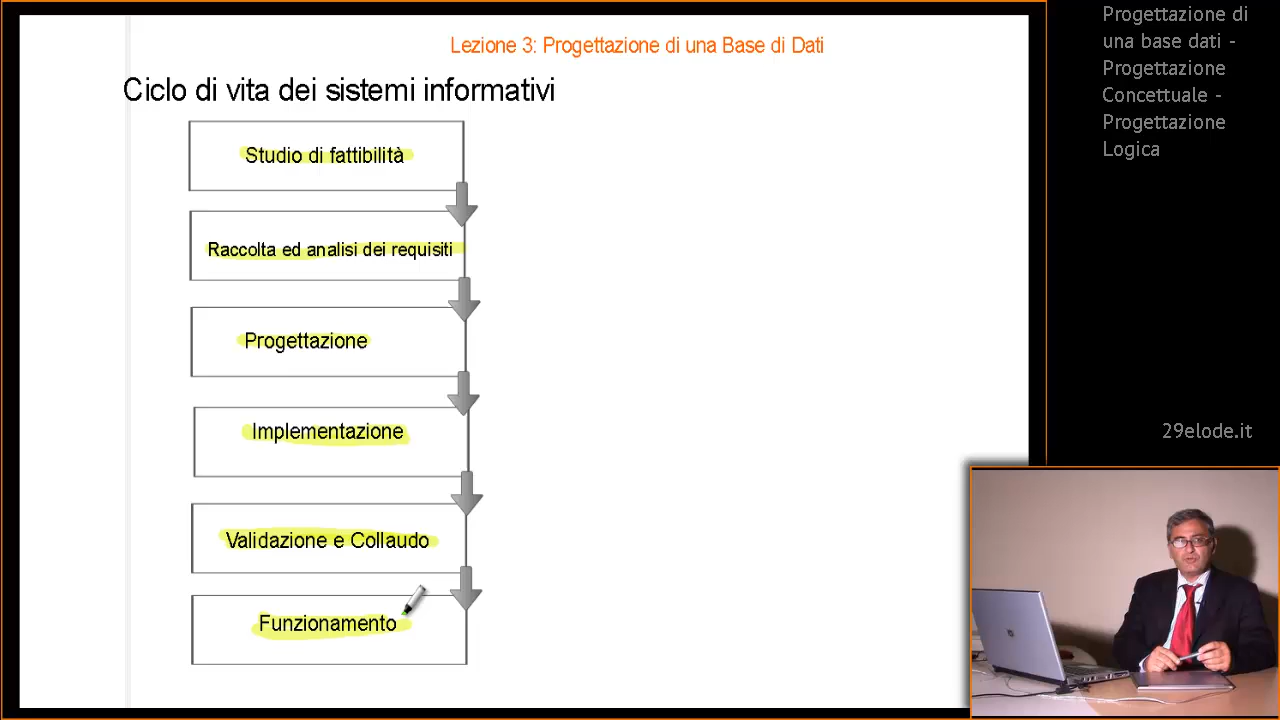 Lezione 3: Progettazione di una Base di Dati
Ciclo di vita dei sistemi informativi
Studio di fattibilità
Raccolta ed analisi dei requisiti
Progettazione
Implementazione
Validazione e Collaudo
Funzionamento
Progettazione di
una base dati -
Progettazione
Concettuale -
Progettazione
Logica
29elode.it